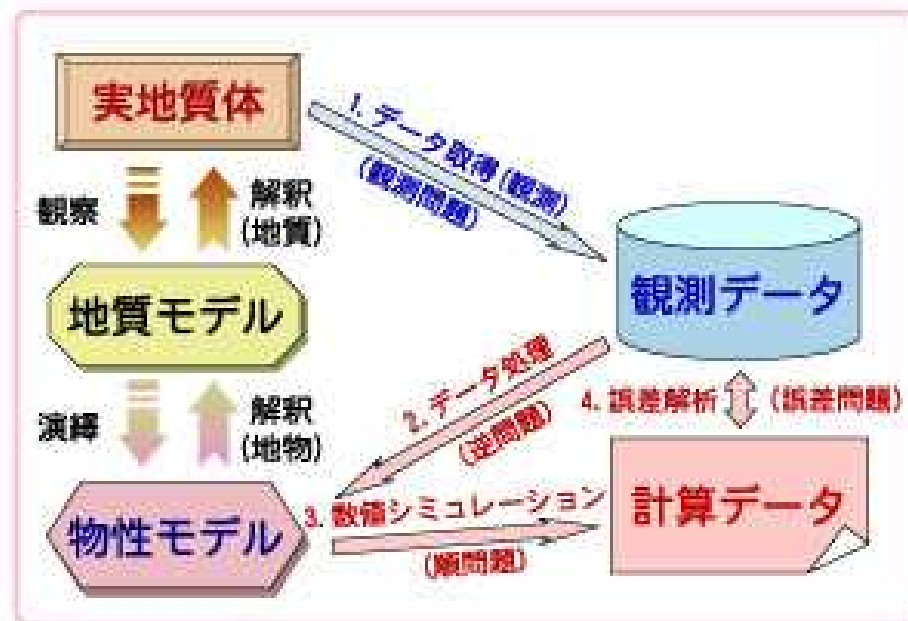 実地質体
1. データ取得 (観測)
(観測問題)
観察
解釈
(地質)
地質モデル
観測データ
2. データ処理
(逆問題)
4. 誤差解析
(誤差問題)
演繹
解釈
(地物)
物性モデル
3. 数値シミュレーション
(順問題)
計算データ